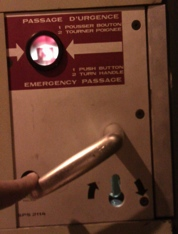 PASSAGE D'URGENCE
1 POUSSER BOUTON
2 TOURNER POIGNEE
1 PUSH BUTTON
2 TURN HANDLE
EMERGENCY PASSAGE